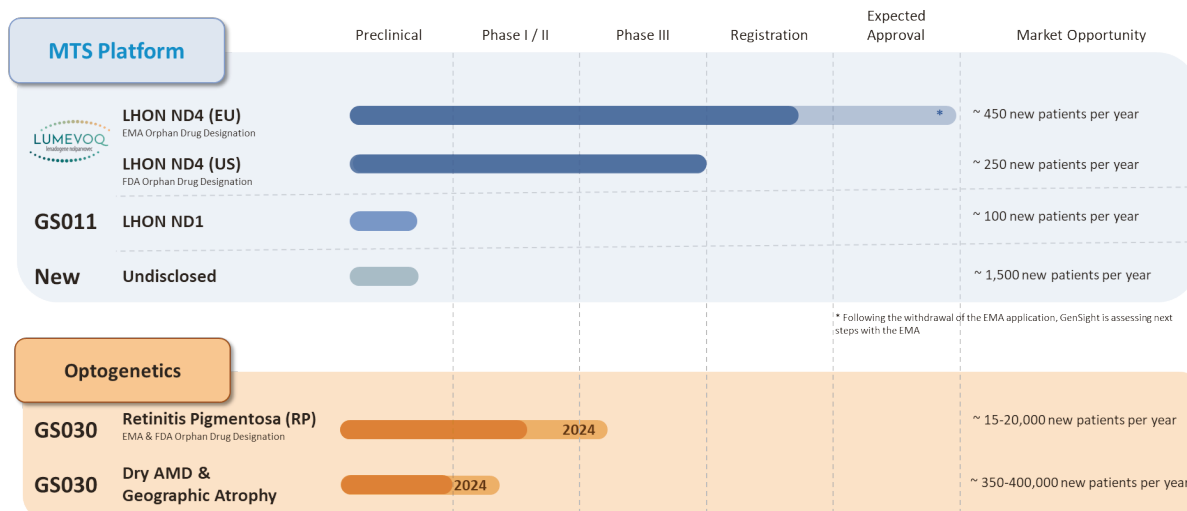 MTS Platform
Preclinical
Phase I / II
Phase III
Registration
Expected
Approval
Market Opportunity
LUMEVOQ
LHON ND4 (EU)
EMA Orphan Drug Designation
*
~ 450 new patients per year
LHON ND4 (US)
FDA Orphan Drug Designation
~ 250 new patients per year
GS011
LHON ND1
~ 100 new patients per year
New
Undisclosed
~ 1,500 new patients per year
* Following the withdrawal of the EMA application, GenSight is assessing next
steps with the EMA
Optogenetics
GS030
Retinitis Pigmentosa (RP)
EMA & FDA Orphan Drug Designation
2024
~ 15-20,000 new patients per year
GS030
Dry AMD &
Geographic Atrophy
2024
~ 350-400,000 new patients per year